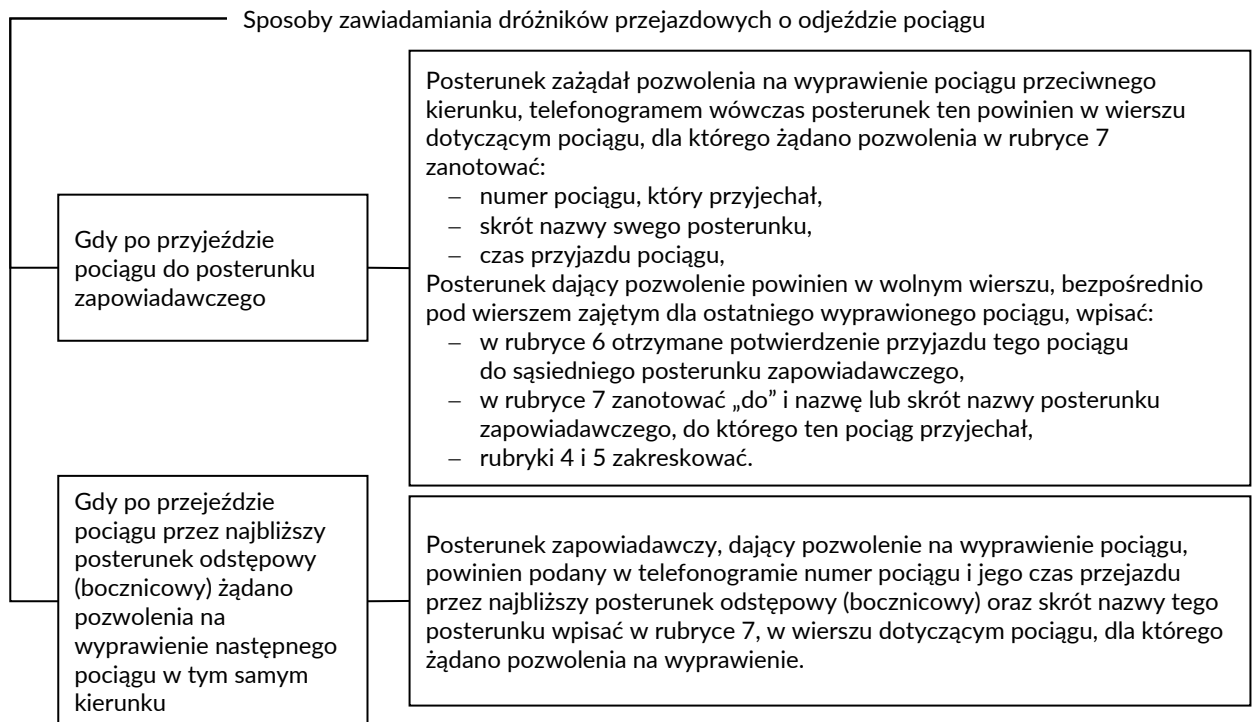 Sposoby zawiadamiania dróżników przejazdowych o odjeździe pociągu
Gdy po przyjeździe
pociągu do posterunku
zapowiadawczego
Posterunek zażądał pozwolenia na wyprawienie pociągu przeciwnego
kierunku, telefonogramem wówczas posterunek ten powinien w wierszu
dotyczącym pociągu, dla którego żądano pozwolenia w rubryce 7
zanotować:
– numer pociągu, który przyjechał,
– skrót nazwy swego posterunku,
– czas przyjazdu pociągu,
Posterunek dający pozwolenie powinien w wolnym wierszu, bezpośrednio
pod wierszem zajętym dla ostatniego wyprawionego pociągu, wpisać:
– w rubryce 6 otrzymane potwierdzenie przyjazdu tego pociągu
do sąsiedniego posterunku zapowiadawczego,
– w rubryce 7 zanotować „do” i nazwę lub skrót nazwy posterunku
zapowiadawczego, do którego ten pociąg przyjechał,
– rubryki 4 i 5 zakreskować.
Gdy po przejeździe
pociągu przez najbliższy
posterunek odstępowy
(bocznicowy) żądano
pozwolenia na
wyprawienie następnego
pociągu w tym samym
kierunku
Posterunek zapowiadawczy, dający pozwolenie na wyprawienie pociągu,
powinien podany w telefonogramie numer pociągu i jego czas przejazdu
przez najbliższy posterunek odstępowy (bocznicowy) oraz skrót nazwy tego
posterunku wpisać w rubryce 7, w wierszu dotyczącym pociągu, dla którego
żądano pozwolenia na wyprawienie.